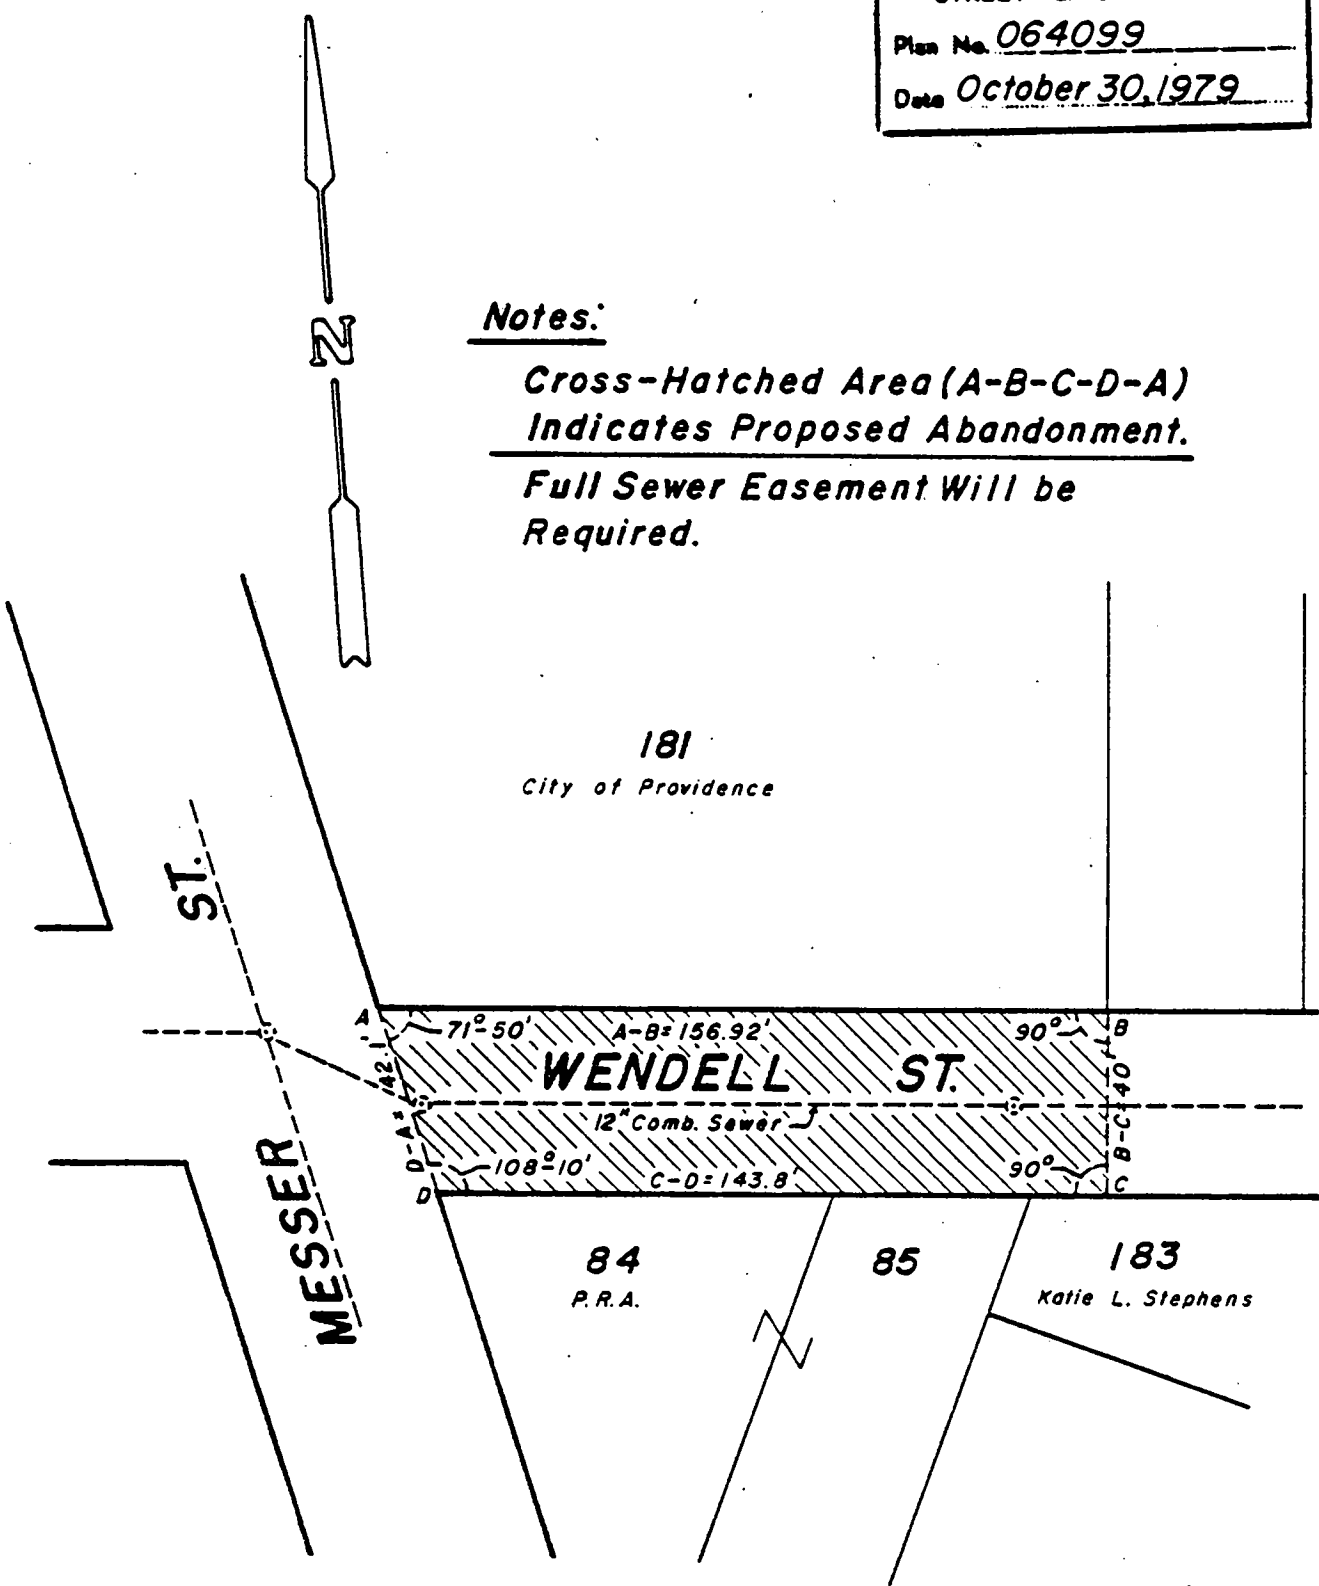 Plan No. 064099
Date October 30, 1979
N
Notes:
Cross-Hatched Area (A-B-C-D-A)
Indicates Proposed Abandonment.
Full Sewer Easement Will be
Required.
181
City of Providence
MESSER ST.
A
71°-50'
A-B=156.92'
90°
B
WENDELL ST.
D-A=42.'
12" Comb. Sewer
B-C=40'
108°-10'
C-D=143.8'
90°
D
C
84
P.R.A.
85
183
Katie L. Stephens